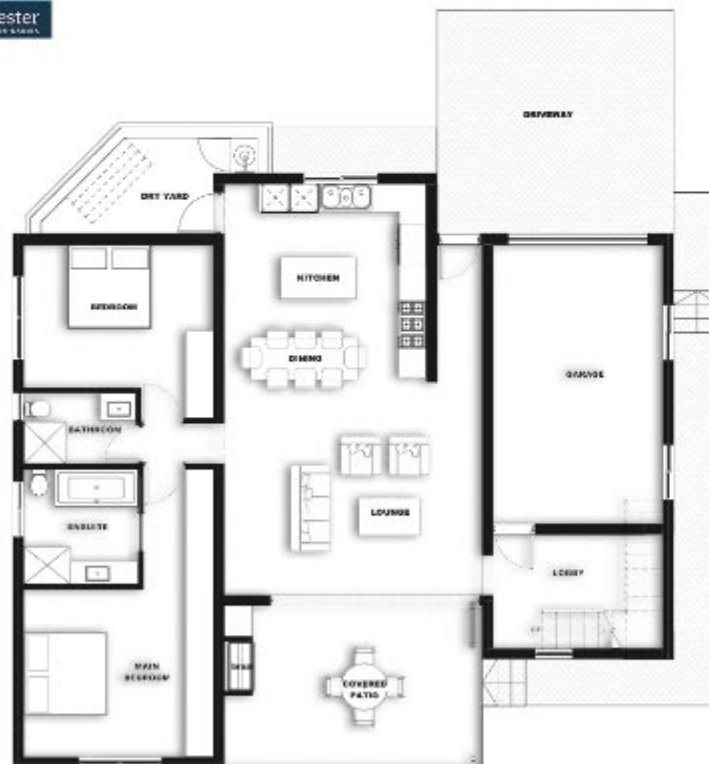 ester
DRIVEWAY
DRY YARD
KITCHEN
BEDROOM
DINING
GARAGE
BATHROOM
LOUNGE
ENSUITE
LOBBY
MAIN
BEDROOM
COVERED
PATIO